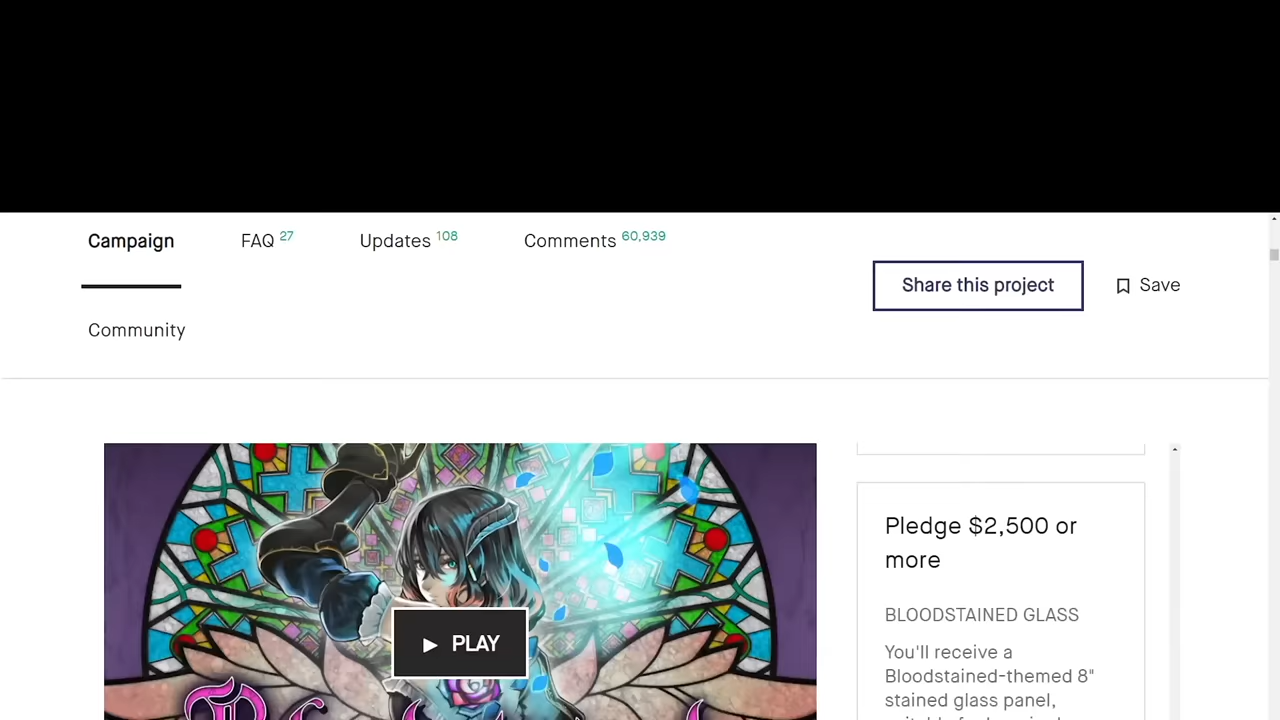 Campaign
FAQ 27
Updates 108
Comments 60,939
Share this project
Save
Community
Pledge $2,500 or
more
BLOODSTAINED GLASS
You'll receive a
Bloodstained-themed 8"
stained glass panel,
▶ PLAY